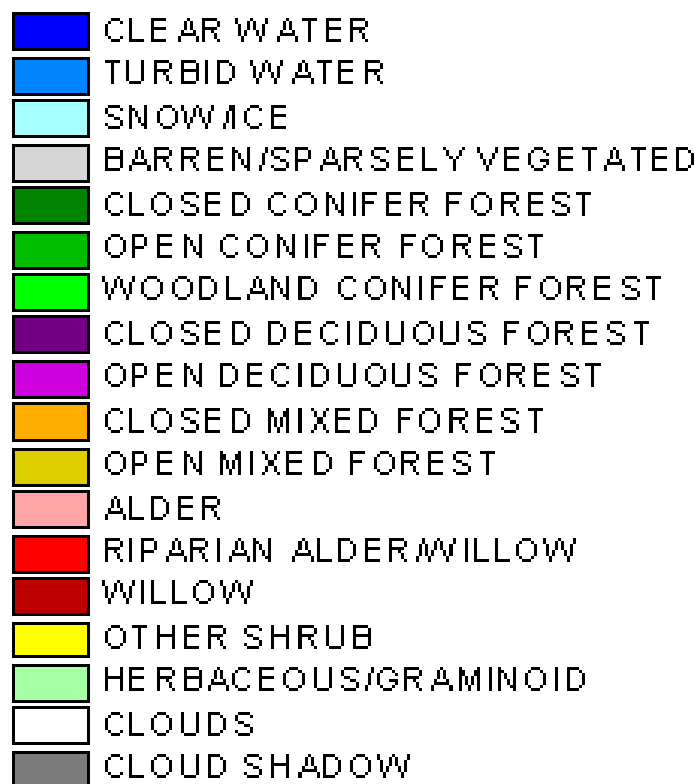 CLEAR WATER
TURBID WATER
SNOW/ICE
BARREN/SPARSELY VEGETATED
CLOSED CONIFER FOREST
OPEN CONIFER FOREST
WOODLAND CONIFER FOREST
CLOSED DECIDUOUS FOREST
OPEN DECIDUOUS FOREST
CLOSED MIXED FOREST
OPEN MIXED FOREST
ALDER
RIPARIAN ALDER/WILLOW
WILLOW
OTHER SHRUB
HERBACEOUS/GRAMINOID
CLOUDS
CLOUD SHADOW